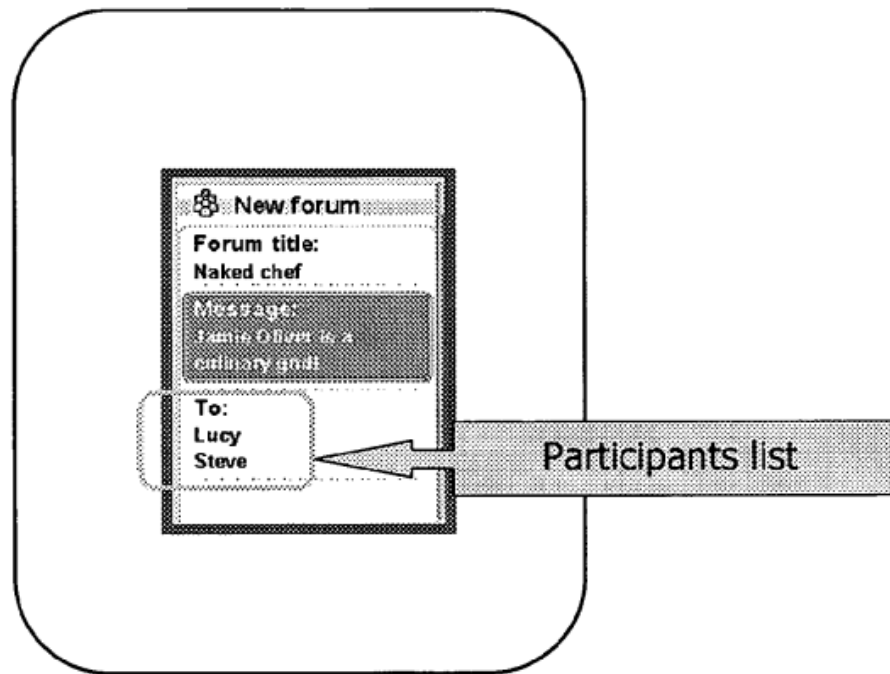 New forum
Forum title:
Naked chef
Message:
Jamie Oliver is a
culinary god!
To:
Lucy
Steve
Participants list